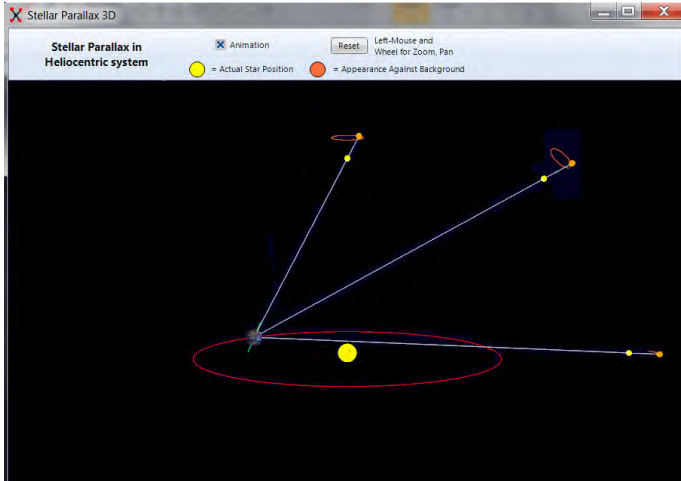 Stellar Parallax 3D
Stellar Parallax in
Heliocentric system
Animation
Reset
Left-Mouse and
Wheel for Zoom, Pan
= Actual Star Position
= Appearance Against Background